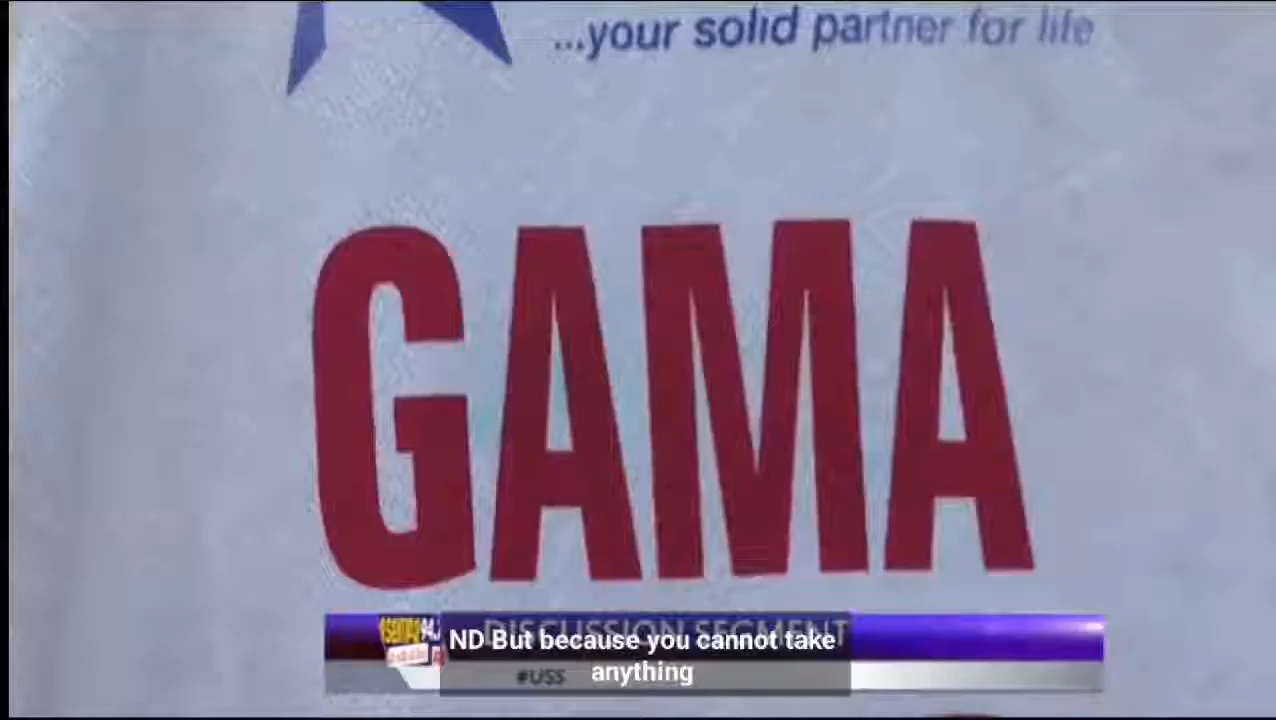 ...your solid partner for life
GAMA
DISCUSSION SEGMENT
ND But because you cannot take
anything
#USS